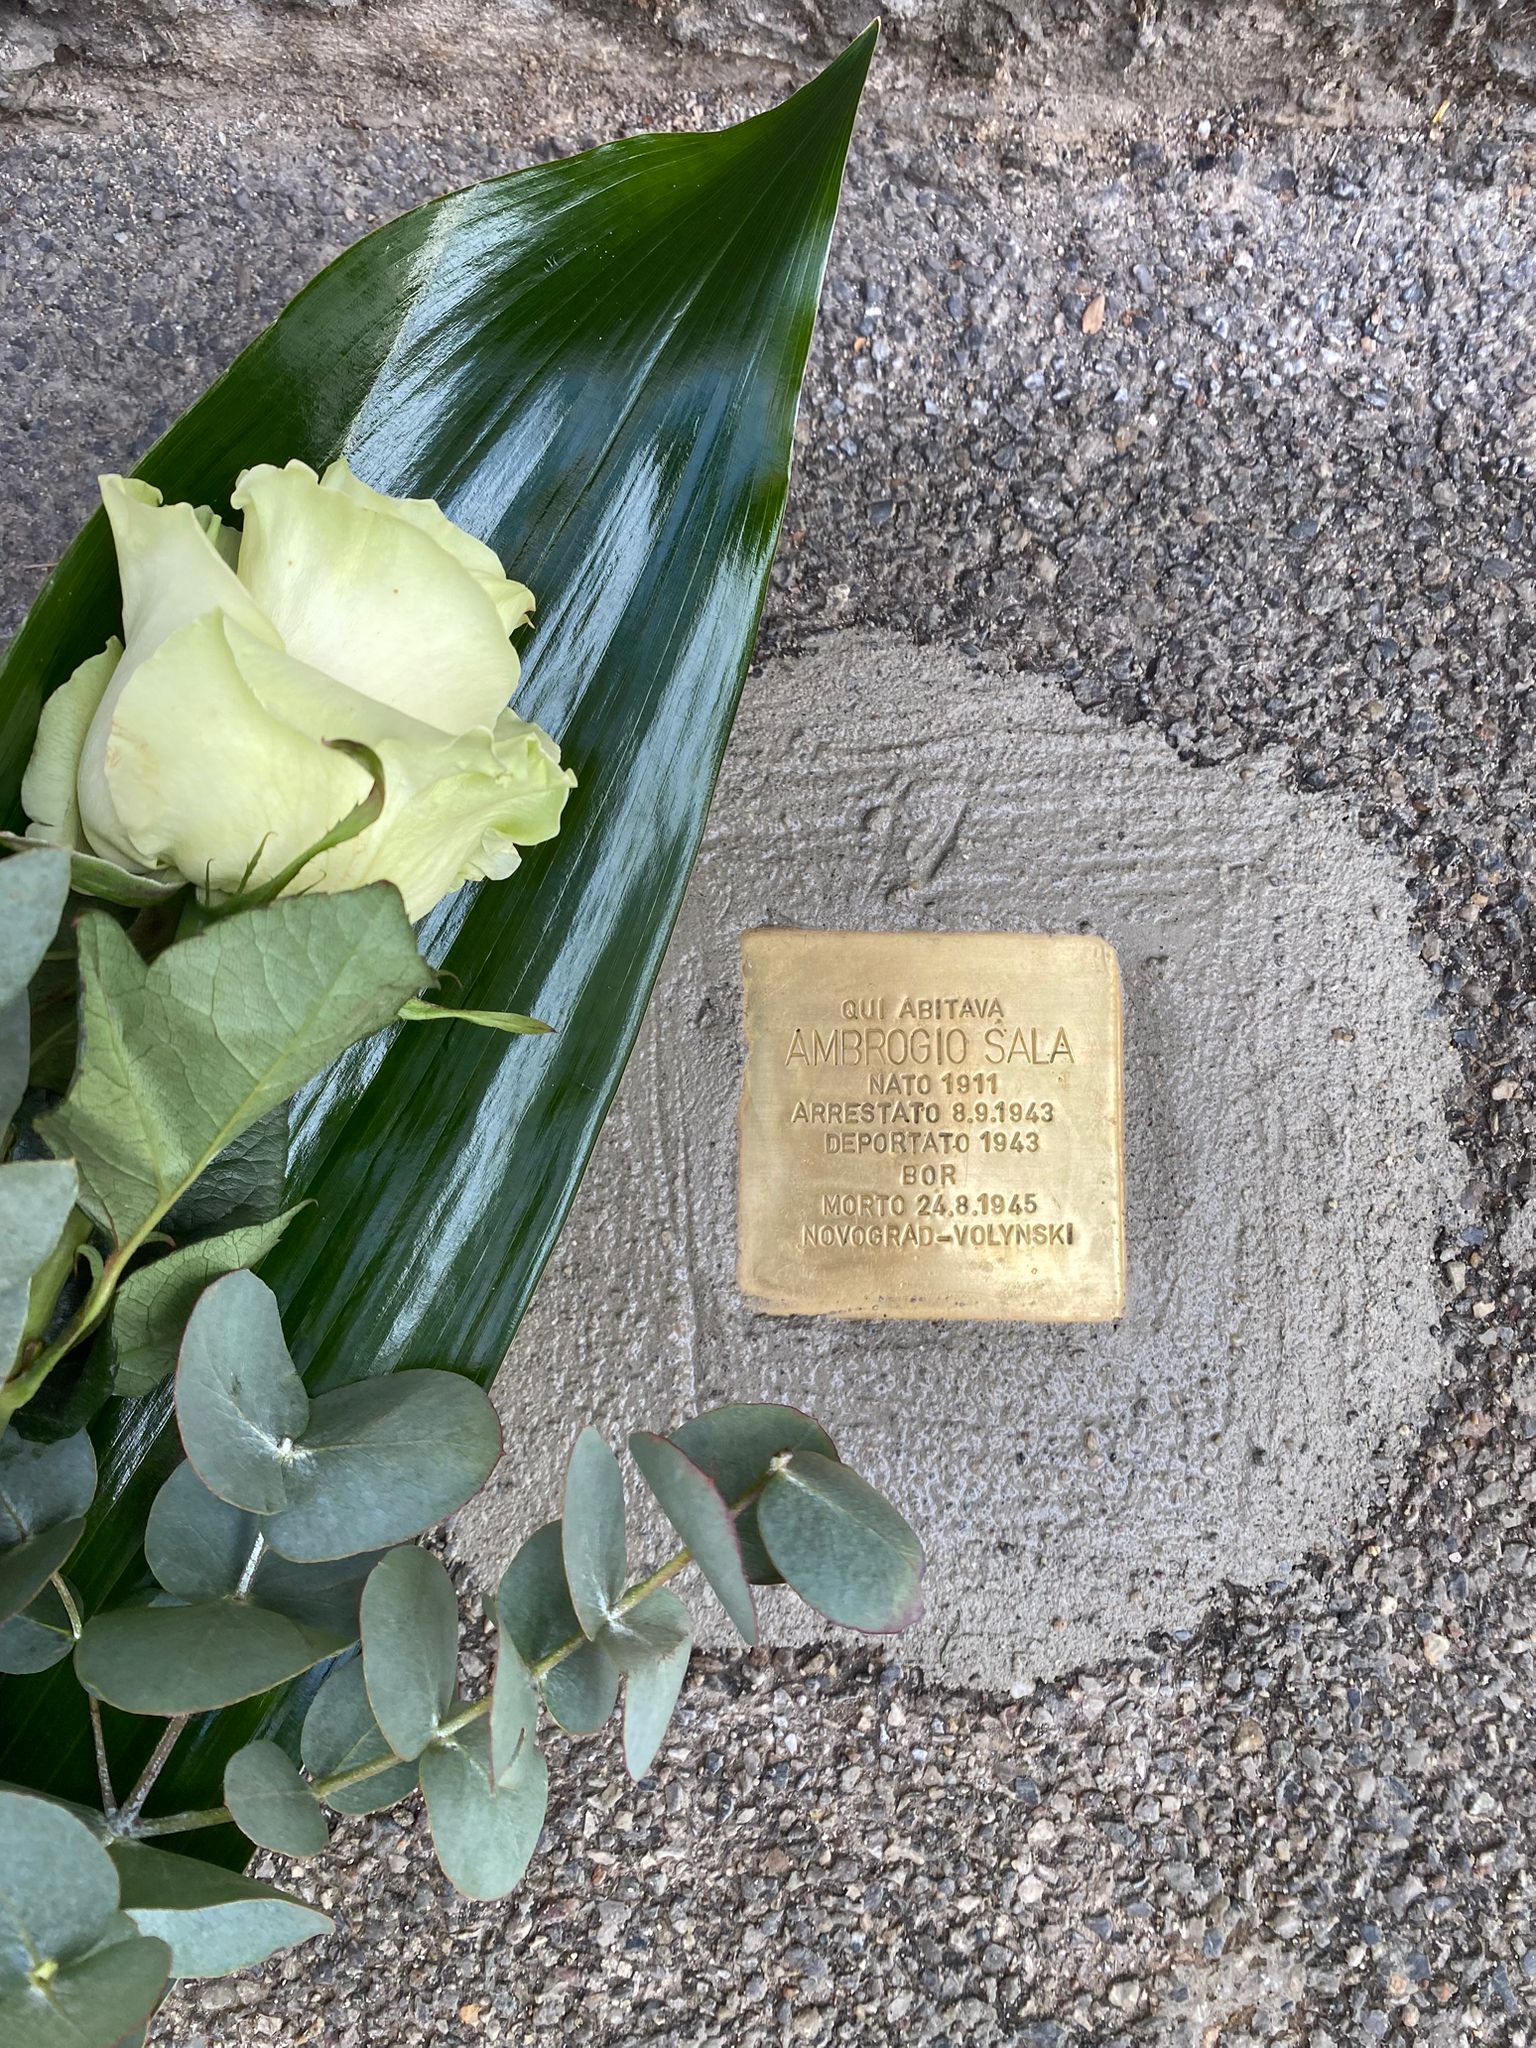 QUI ABITAVA
AMBROGIO SALA
NATO 1911
ARRESTATO 8.9.1943
DEPORTATO 1943
BOR
MORTO 24.8.1945
NOVOGRAD-VOLYNSKI